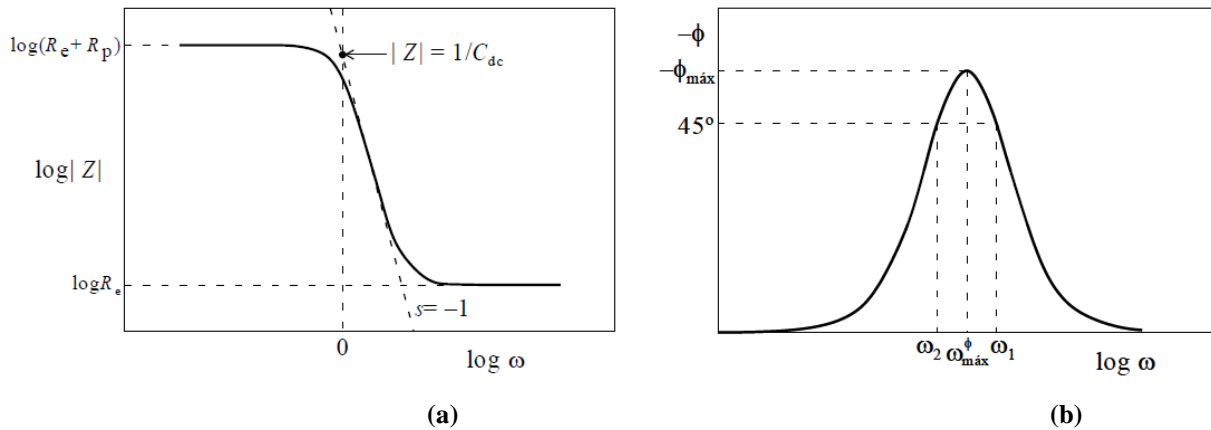 log(Re + Rp)
| Z| = 1/Cdc
log| Z|
logRe
s= −1
0
log ω
(a)
−ϕ
−ϕmáx
45º
ω2 ωϕmáx ω1
log ω
(b)